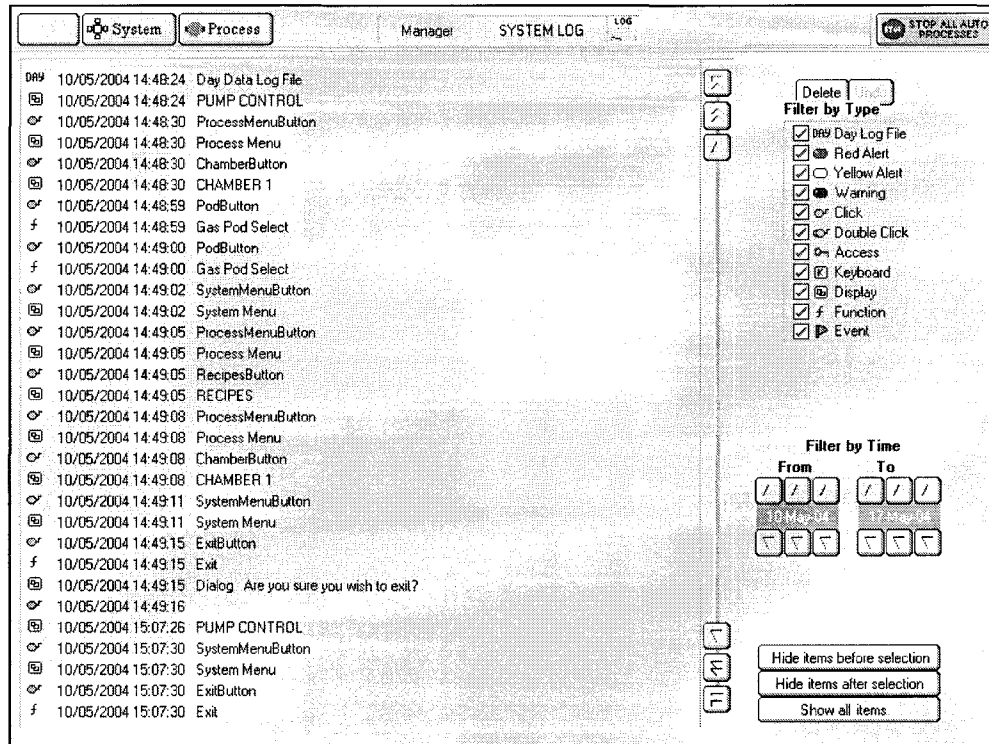 System Process Manager SYSTEM LOG LOG STOP ALL AUTO PROCESSES
DAY 10/05/2004 14:48:24 Day Data Log File
10/05/2004 14:48:24 PUMP CONTROL
10/05/2004 14:48:30 ProcessMenuButton
10/05/2004 14:48:30 Process Menu
10/05/2004 14:48:30 ChamberButton
10/05/2004 14:48:30 CHAMBER 1
10/05/2004 14:48:59 PodButton
f 10/05/2004 14:48:59 Gas Pod Select
10/05/2004 14:49:00 PodButton
f 10/05/2004 14:49:00 Gas Pod Select
10/05/2004 14:49:02 SystemMenuButton
10/05/2004 14:49:02 System Menu
10/05/2004 14:49:05 ProcessMenuButton
10/05/2004 14:49:05 Process Menu
10/05/2004 14:49:05 RecipesButton
10/05/2004 14:49:05 RECIPES
10/05/2004 14:49:08 ProcessMenuButton
10/05/2004 14:49:08 Process Menu
10/05/2004 14:49:08 ChamberButton
10/05/2004 14:49:08 CHAMBER 1
10/05/2004 14:49:11 SystemMenuButton
10/05/2004 14:49:11 System Menu
10/05/2004 14:49:15 ExitButton
f 10/05/2004 14:49:15 Exit
10/05/2004 14:49:15 Dialog Are you sure you wish to exit?
10/05/2004 14:49:16
10/05/2004 15:07:26 PUMP CONTROL
10/05/2004 15:07:30 SystemMenuButton
10/05/2004 15:07:30 System Menu
10/05/2004 15:07:30 ExitButton
f 10/05/2004 15:07:30 Exit
Delete
Filter by Type
DAY Day Log File
Red Alert
Yellow Alert
Warning
Click
Double Click
Access
K Keyboard
Display
f Function
Event
Filter by Time
From To
10 May 04
Hide items before selection
Hide items after selection
Show all items